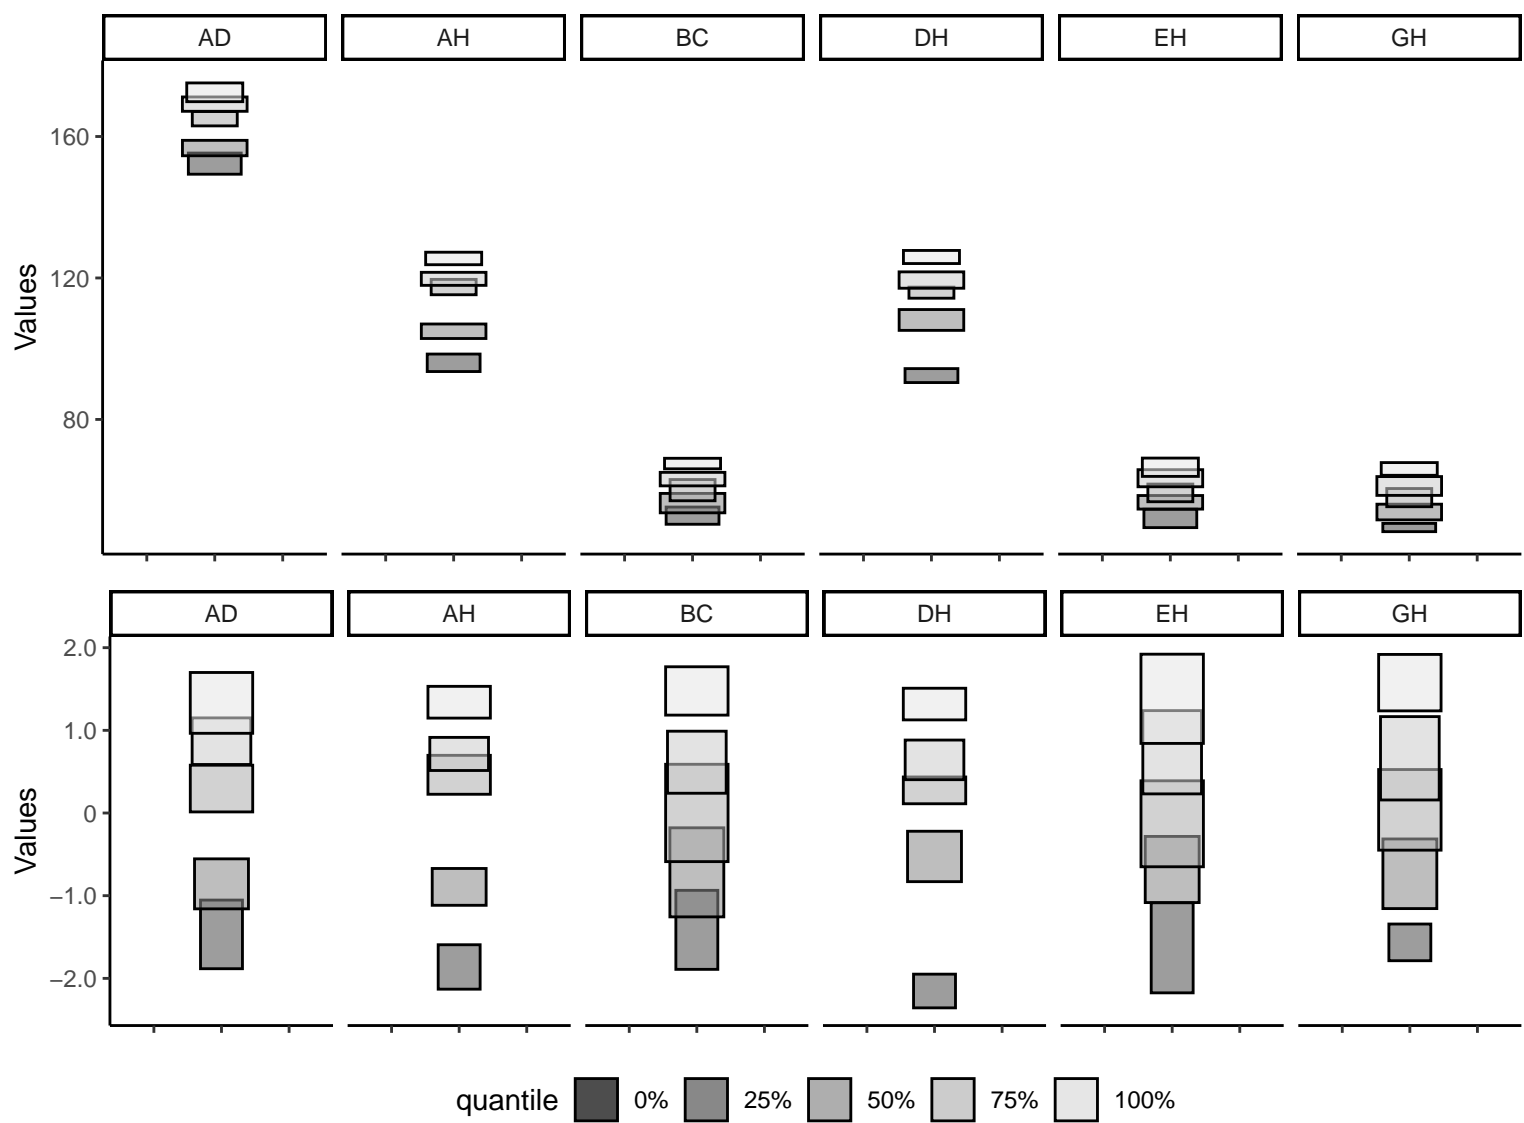 AD AH BC DH EH GH
160
120
80
Values
AD AH BC DH EH GH
2.0
1.0
0
−1.0
−2.0
Values
quantile 0% 25% 50% 75% 100%